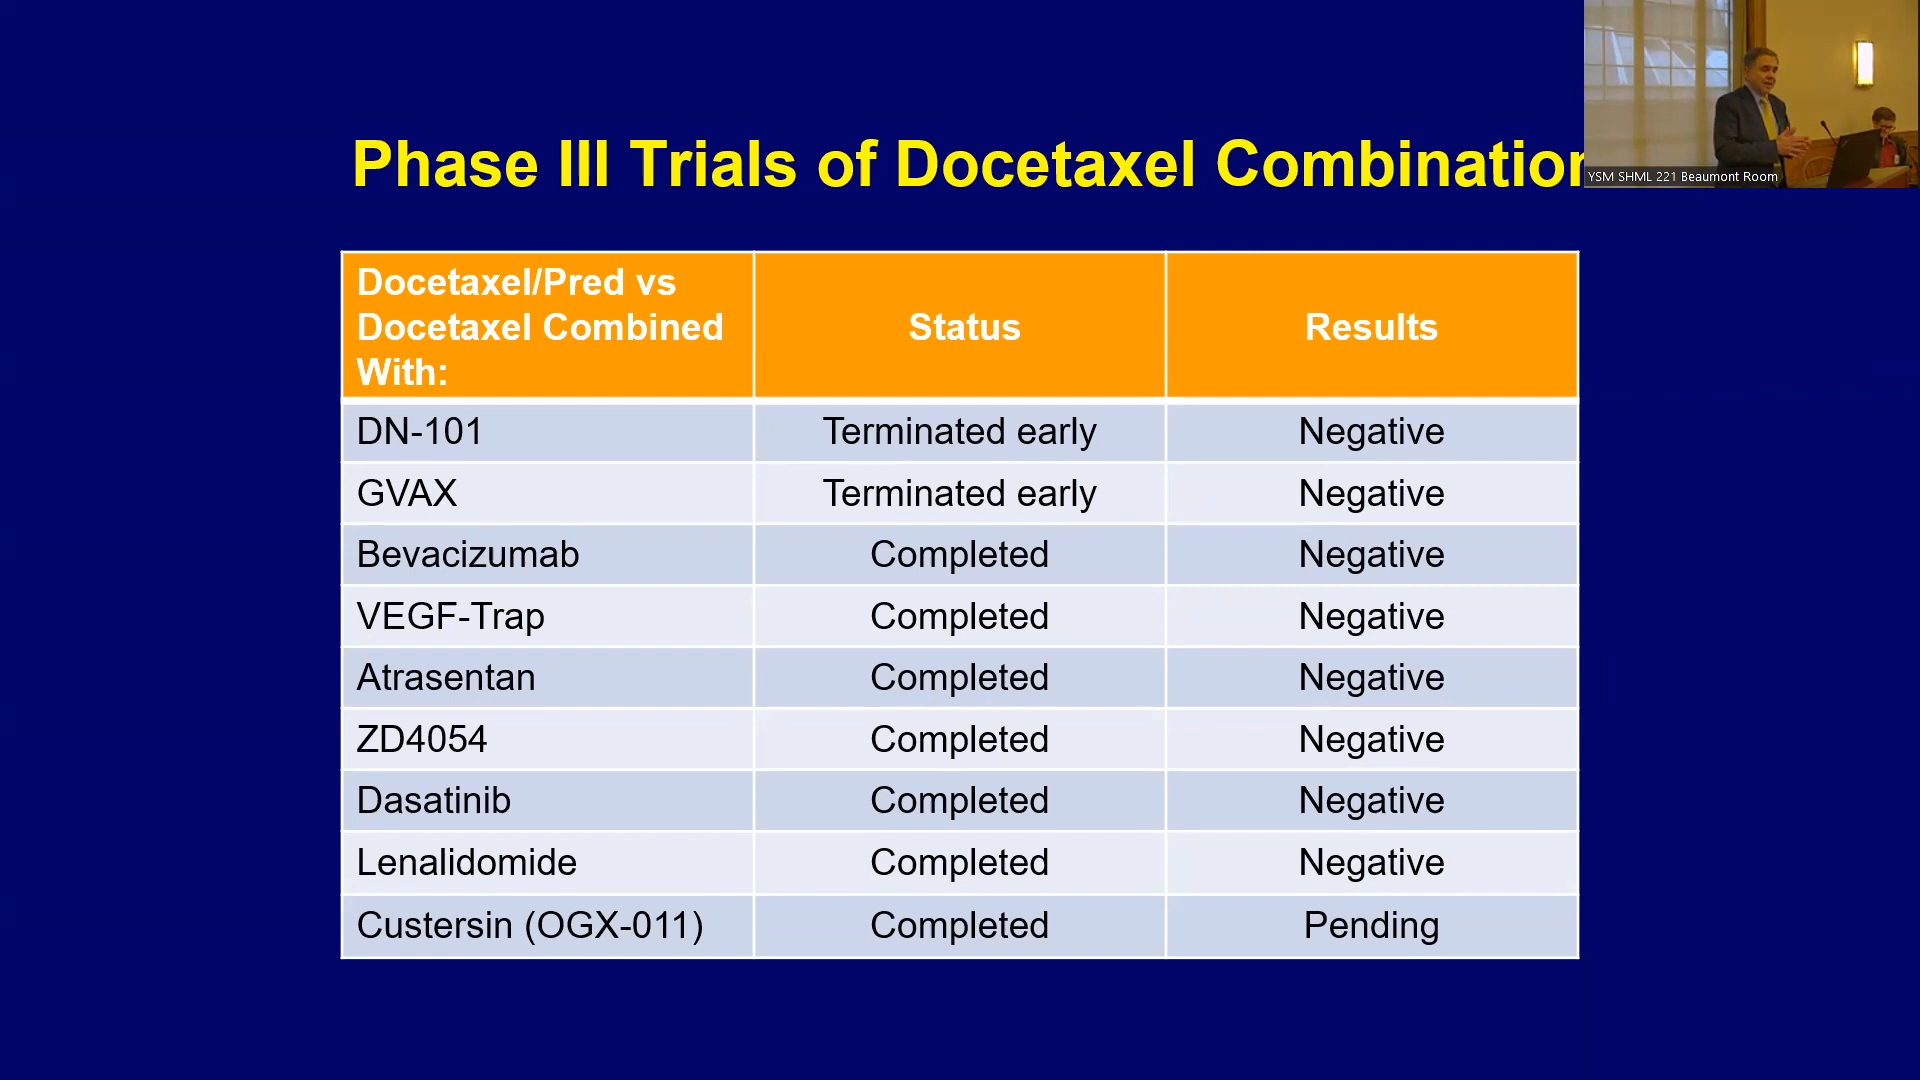 Phase III Trials of Docetaxel Combination
YSM SHML 221 Beaumont Room
Docetaxel/Pred vs
Docetaxel Combined
With:
Status
Results
DN-101
Terminated early
Negative
GVAX
Terminated early
Negative
Bevacizumab
Completed
Negative
VEGF-Trap
Completed
Negative
Atrasentan
Completed
Negative
ZD4054
Completed
Negative
Dasatinib
Completed
Negative
Lenalidomide
Completed
Negative
Custersin (OGX-011)
Completed
Pending